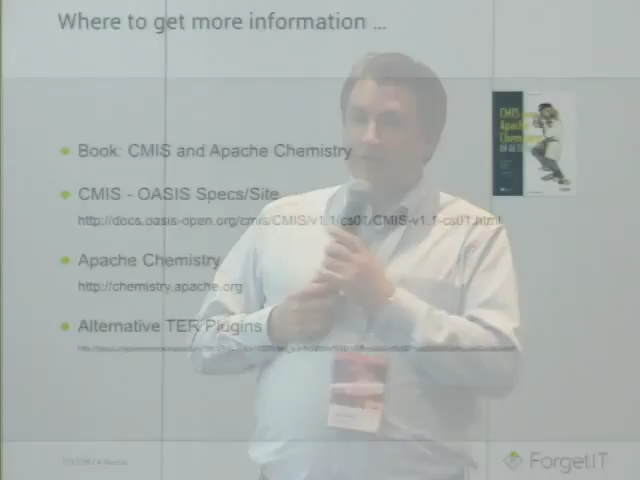 Where to get more information ...
Book: CMIS and Apache Chemistry
CMIS
Apache
Chemistry
CMIS - OASIS Specs/Site
http://docs.oasis-open.org/cmis/CMIS/v1.1/cs01/CMIS-v1.1-cs01.html
Apache Chemistry
http://chemistry.apache.org
Alternative TER Plugins
ForgetIT